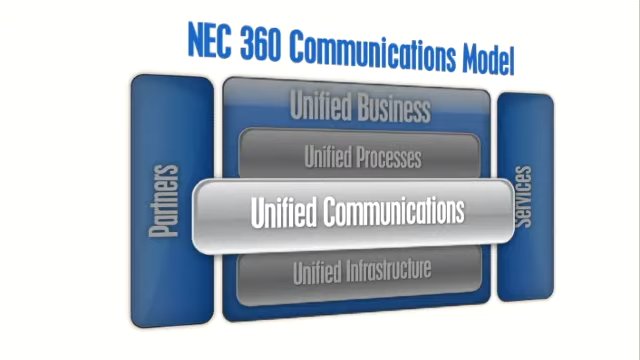 NEC 360 Communications Model
Unified Business
Unified Processes
Partners
Unified Communications
Services
Unified Infrastructure